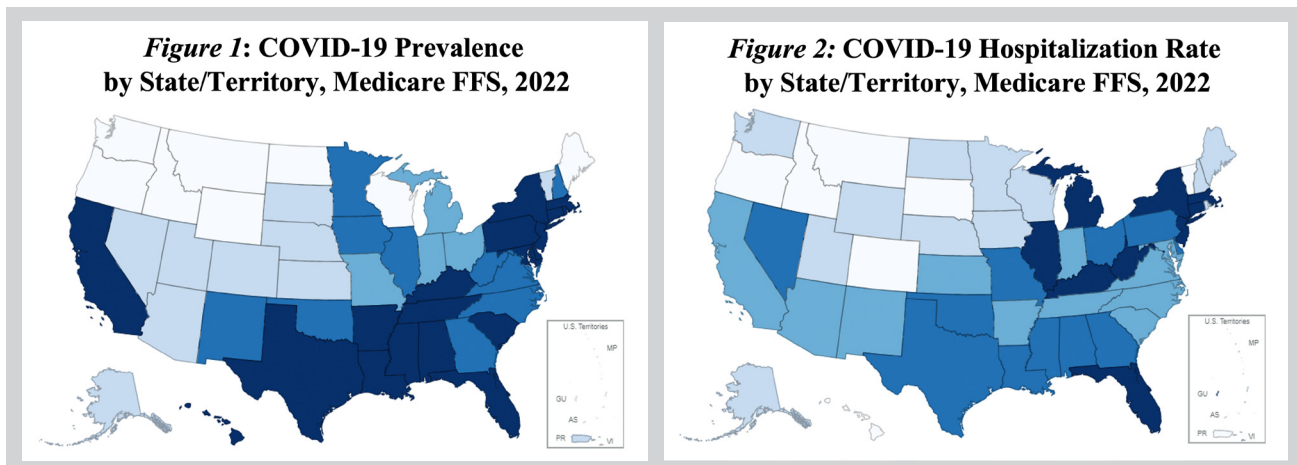 Figure 1: COVID-19 Prevalence
by State/Territory, Medicare FFS, 2022
U.S. Territories
MP
GU
AS
PR
VI
Figure 2: COVID-19 Hospitalization Rate
by State/Territory, Medicare FFS, 2022
U.S. Territories
MP
GU
AS
PR
VI